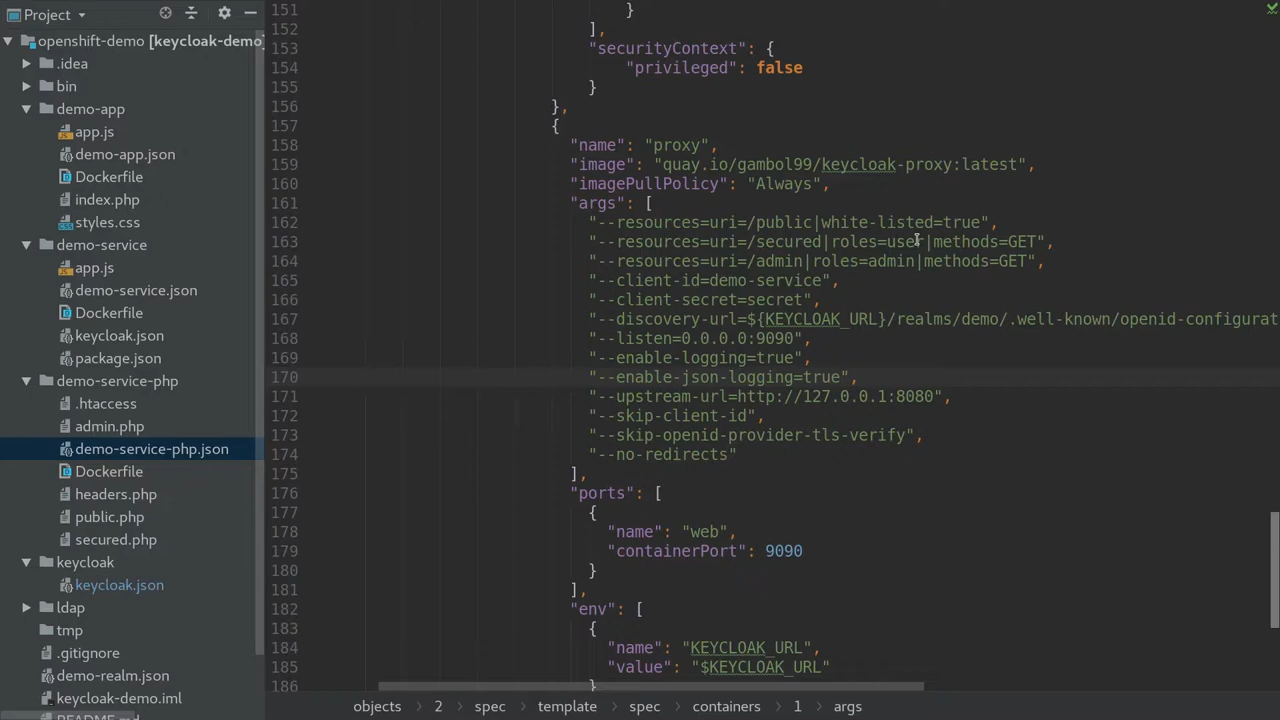 Project
openshift-demo [keycloak-demo]
.idea
bin
demo-app
app.js
demo-app.json
Dockerfile
index.php
styles.css
demo-service
app.js
demo-service.json
Dockerfile
keycloak.json
package.json
demo-service-php
.htaccess
admin.php
demo-service-php.json
Dockerfile
headers.php
public.php
secured.php
keycloak
keycloak.json
ldap
tmp
.gitignore
demo-realm.json
keycloak-demo.iml
README.md
151 }
152 ],
153 "securityContext": {
154 "privileged": false
155 }
156 },
157 {
158 "name": "proxy",
159 "image": "quay.io/gambol99/keycloak-proxy:latest",
160 "imagePullPolicy": "Always",
161 "args": [
162 "--resources=uri=/public|white-listed=true",
163 "--resources=uri=/secured|roles=user|methods=GET",
164 "--resources=uri=/admin|roles=admin|methods=GET",
165 "--client-id=demo-service",
166 "--client-secret=secret",
167 "--discovery-url=${KEYCLOAK_URL}/realms/demo/.well-known/openid-configurat
168 "--listen=0.0.0.0:9090",
169 "--enable-logging=true",
170 "--enable-json-logging=true",
171 "--upstream-url=http://127.0.0.1:8080",
172 "--skip-client-id",
173 "--skip-openid-provider-tls-verify",
174 "--no-redirects"
175 ],
176 "ports": [
177 {
178 "name": "web",
179 "containerPort": 9090
180 }
181 ],
182 "env": [
183 {
184 "name": "KEYCLOAK_URL",
185 "value": "$KEYCLOAK_URL"
186 }
objects 2 spec template spec containers 1 args